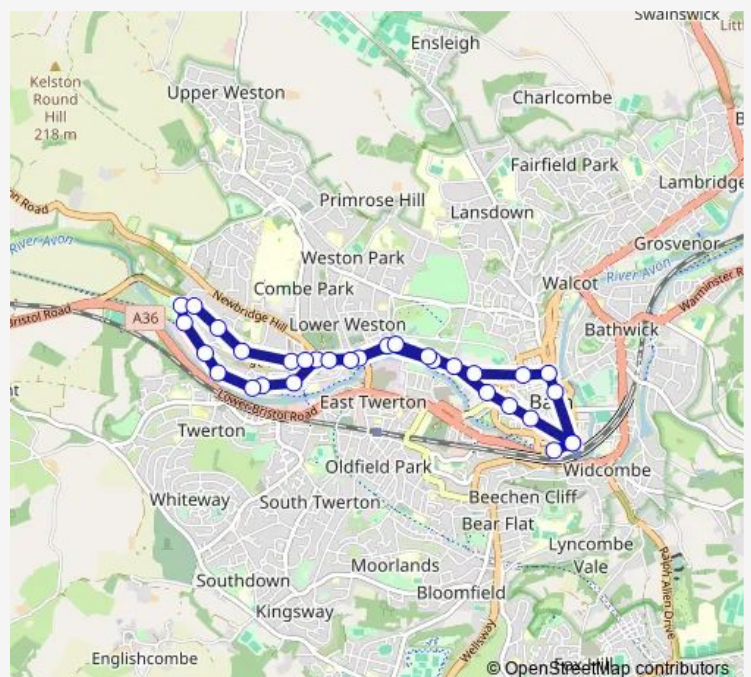 Swainswick
Ensleigh
Kelston
Round
Hill
218 m
Upper Weston
Charlcombe
Fairfield Park
Primrose Hill
Lansdown
Lambridge
Road
River Avon
Weston Park
Grosvenor
River Avon
Combe Park
Walcot
Warminster R
Newbridge Hill
A36
Lower Weston
Bathwick
Bristol Road
Lower Bristol Road
East Twerton
Twerton
Oldfield Park
Widcombe
Whiteway
South Twerton
Beechen Cliff
Bear Flat
Lyncombe
Vale
Moorlands
Southdown
Bloomfield
Kingsway
Ralph Allen Drive
Wellsway
Englishcombe
© OpenStreetMap contributors